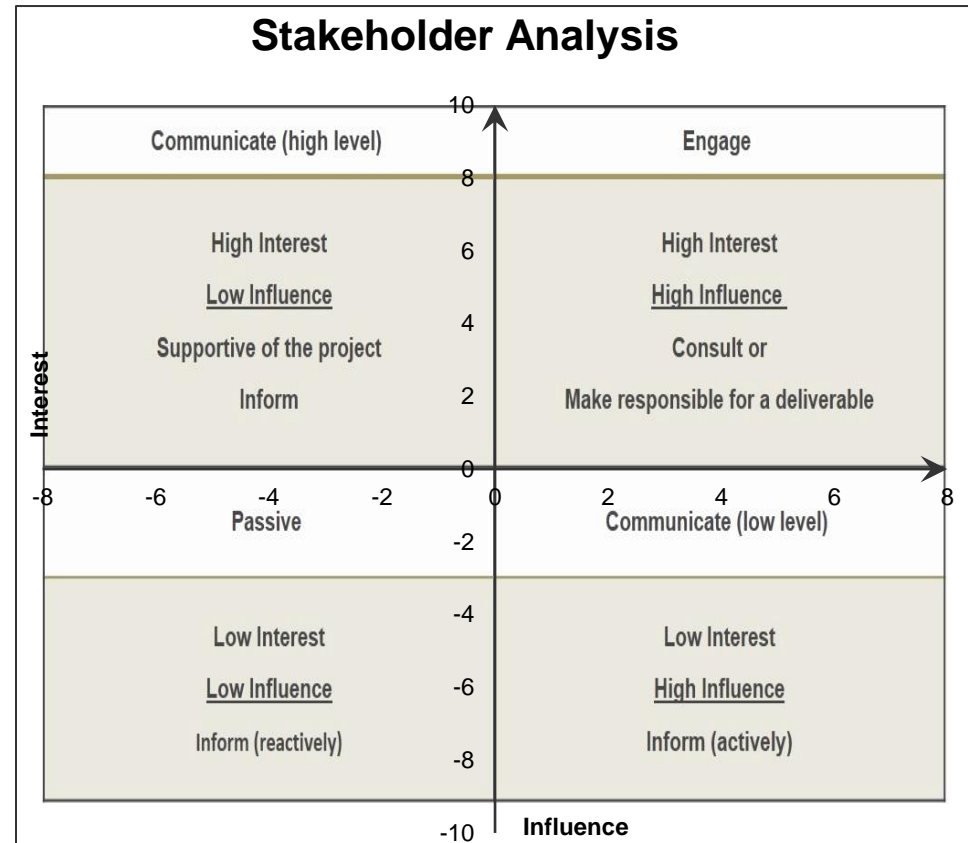 Stakeholder Analysis
10
Communicate (high level)
Engage
8
High Interest
6
High Interest
Low Influence
High Influence
4
Supportive of the project
Consult or
Interest
Inform
2
Make responsible for a deliverable
0
-8 -6 -4 -2 0 2 4 6 8
Passive
Communicate (low level)
-2
-4
Low Interest
Low Interest
Low Influence
-6
High Influence
Inform (reactively)
Inform (actively)
-8
-10
Influence